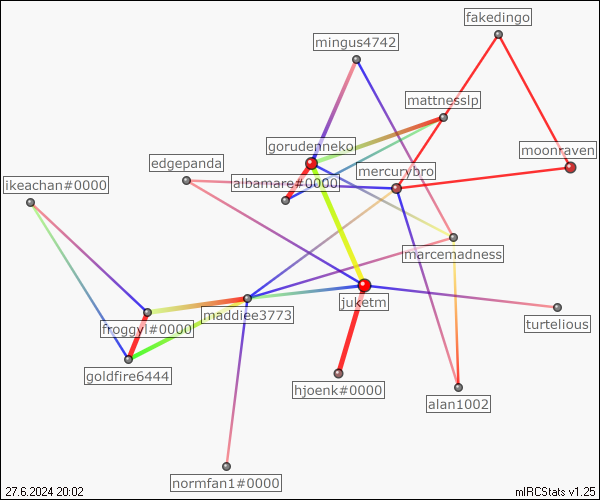 fakedingo
mingus4742
mattnesslp
gorudenneko
moonraven
edgepanda
mercurybro
albamare#0000
ikeachan#0000
marcemadness
juketm
maddiee3773
turtelious
froggyl#0000
goldfire6444
hjoenk#0000
alan1002
normfan1#0000
27.6.2024 20:02
mIRCStats v1.25